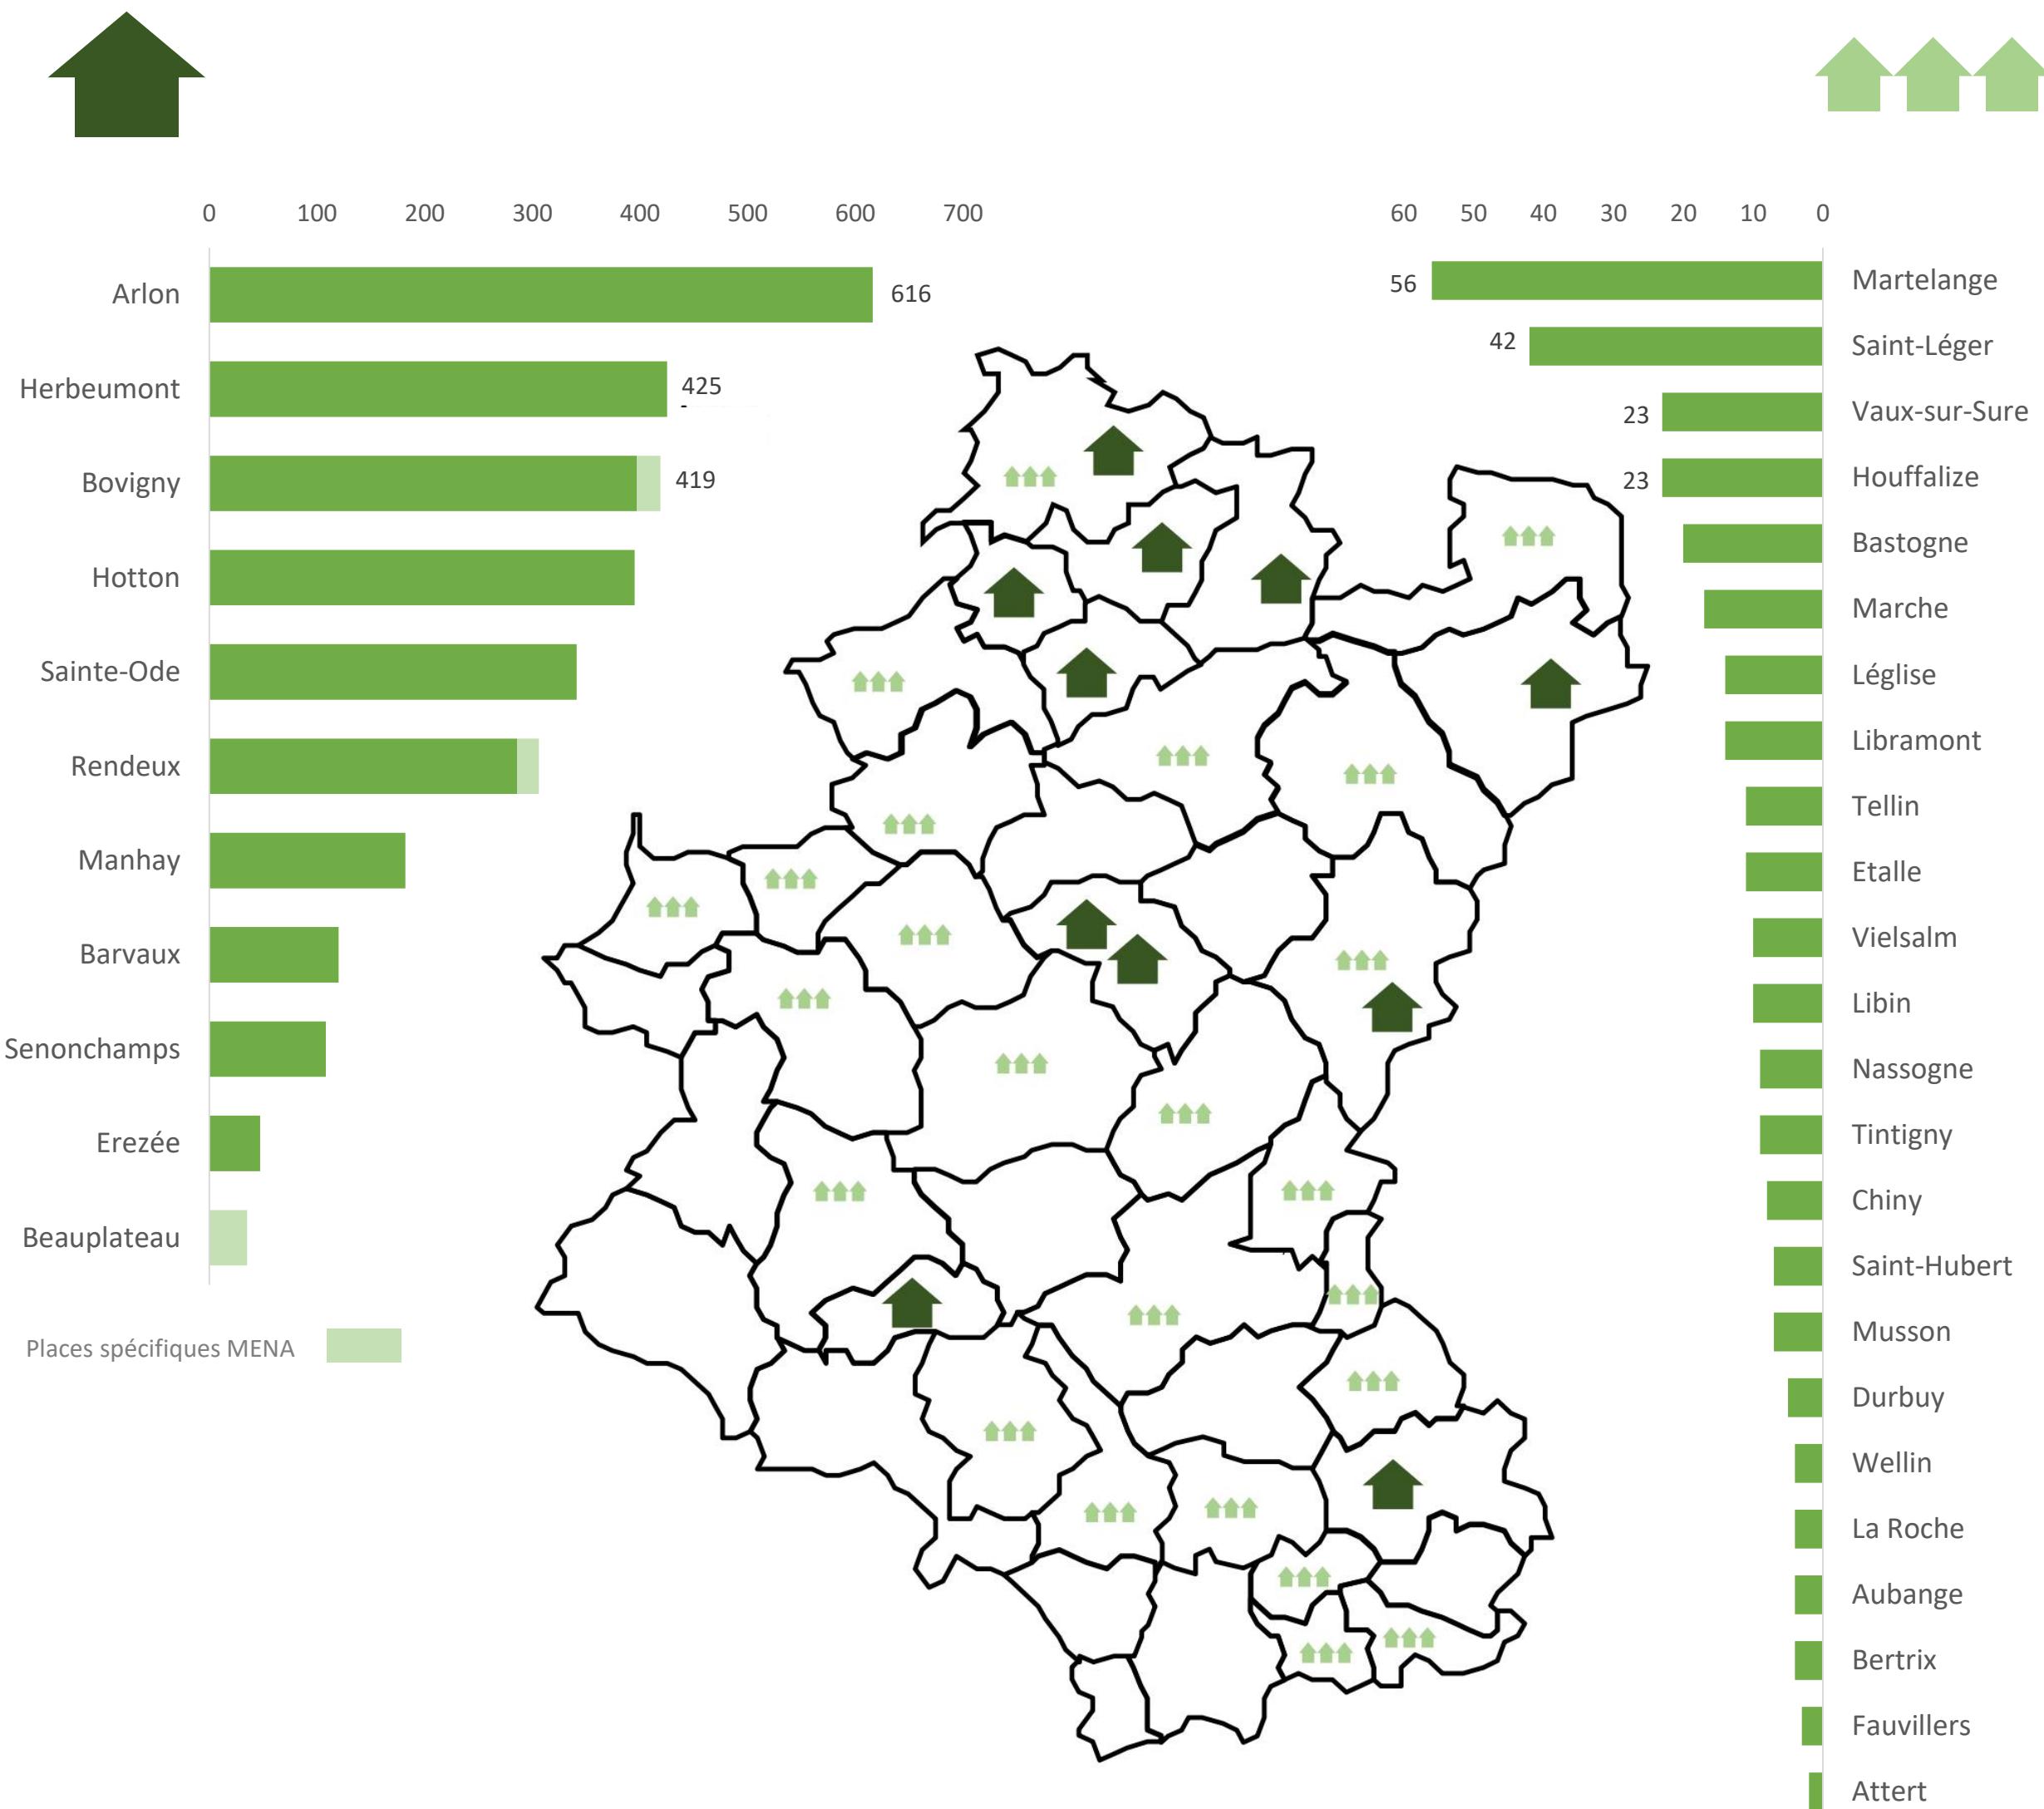 0 100 200 300 400 500 600 700
Arlon 616
Herbeumont 425
Bovigny 419
Hotton
Sainte-Ode
Rendeux
Manhay
Barvaux
Senonchamps
Erezée
Beauplateau
Places spécifiques MENA
60 50 40 30 20 10 0
56 Martelange
42 Saint-Léger
23 Vaux-sur-Sure
23 Houffalize
Bastogne
Marche
Léglise
Libramont
Tellin
Etalle
Vielsalm
Libin
Nassogne
Tintigny
Chiny
Saint-Hubert
Musson
Durbuy
Wellin
La Roche
Aubange
Bertrix
Fauvillers
Attert